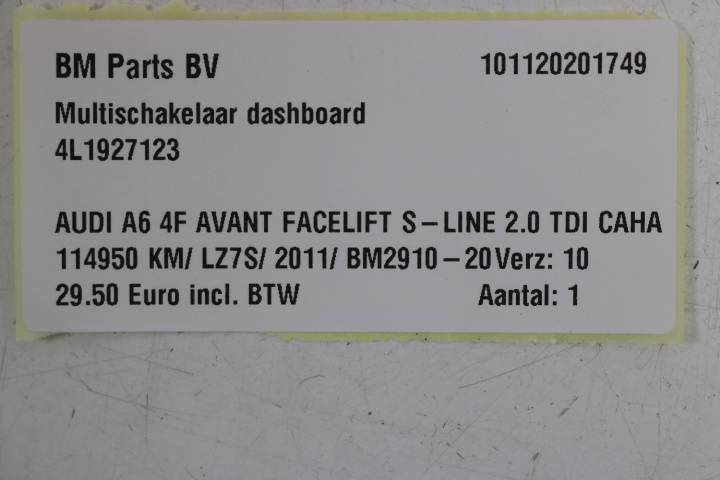 BM Parts BV 101120201749
Multischakelaar dashboard
4L1927123
AUDI A6 4F AVANT FACELIFT S-LINE 2.0 TDI CAHA
114950 KM/ LZ7S/ 2011/ BM2910-20Verz: 10
29.50 Euro incl. BTW Aantal: 1